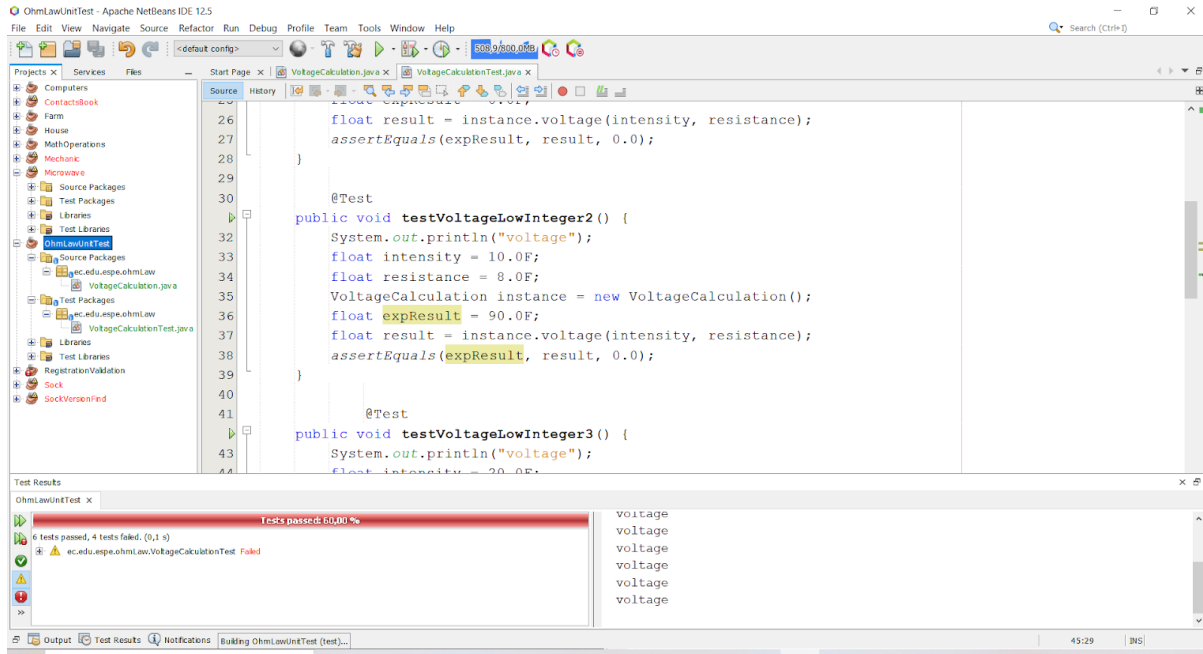 OhmLawUnitTest - Apache NetBeans IDE 12.5
File Edit View Navigate Source Refactor Run Debug Profile Team Tools Window Help
Search (Ctrl+I)
<default config>
508,9/800,0MB
Projects Services Files
Start Page VoltageCalculation.java VoltageCalculationTest.java
Source History
Computers
ContactsBook
Farm
House
MathOperations
Mechanic
Microwave
Source Packages
Test Packages
Libraries
Test Libraries
OhmLawUnitTest
Source Packages
ec.edu.espe.ohmLaw
VoltageCalculation.java
Test Packages
ec.edu.espe.ohmLaw
VoltageCalculationTest.java
Libraries
Test Libraries
RegistrationValidation
Sock
SockVersionFind
26 float result = instance.voltage(intensity, resistance);
27 assertEquals(expResult, result, 0.0);
28 }
29
30 @Test
public void testVoltageLowInteger2() {
32 System.out.println("voltage");
33 float intensity = 10.0F;
34 float resistance = 8.0F;
35 VoltageCalculation instance = new VoltageCalculation();
36 float expResult = 90.0F;
37 float result = instance.voltage(intensity, resistance);
38 assertEquals(expResult, result, 0.0);
39 }
40
41 @Test
public void testVoltageLowInteger3() {
43 System.out.println("voltage");
44 float intensity = 20.0F;
Test Results
OhmLawUnitTest
Tests passed: 60,00 %
6 tests passed, 4 tests failed. (0,1 s)
ec.edu.espe.ohmLaw.VoltageCalculationTest Failed
voltage
voltage
voltage
voltage
voltage
voltage
Output Test Results Notifications Building OhmLawUnitTest (test)...
45:29 INS